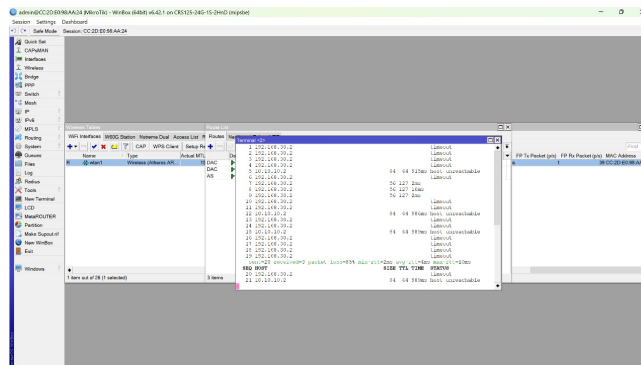 admin@CC:2D:E0:98:AA:24 (MikroTik) - WinBox (64bit) v6.42.1 on CRS125-24G-1S-2HnD (mipsbe)
Session Settings Dashboard
Safe Mode Session: CC:2D:E0:98:AA:24
Quick Set
CAPsMAN
Interfaces
Wireless
Bridge
PPP
Switch
Mesh
IP
IPv6
MPLS
Routing
System
Queues
Files
Log
Radius
Tools
New Terminal
LCD
MetaROUTER
Partition
Make Supout.rif
New WinBox
Exit
Windows
Wireless Tables
WiFi Interfaces W60G Station Nstreme Dual Access List
CAP WPS Client Setup Re
Name Type Actual MTU
R wlan1 Wireless (Atheros AR...
1 item out of 26 (1 selected)
Route List
Routes
DAC
DAC
AS
3 items
Terminal <2>
1 192.168.30.2 timeout
2 192.168.30.2 timeout
3 192.168.30.2 timeout
4 192.168.30.2 timeout
5 10.10.10.2 84 64 host unreachable
6 192.168.30.2 timeout
7 192.168.30.2 56 127 2ms
8 192.168.30.2 56 127
9 192.168.30.2 56 127 2ms
10 192.168.30.2 timeout
11 192.168.30.2 timeout
12 10.10.10.2 84 64 host unreachable
13 192.168.30.2 timeout
14 192.168.30.2 timeout
15 10.10.10.2 84 64 host unreachable
16 192.168.30.2 timeout
17 192.168.30.2 timeout
18 192.168.30.2 timeout
19 192.168.30.2 timeout
sent=20 received=3 packet-loss=85% min-rtt=2ms
SEQ HOST SIZE TTL TIME STATUS
20 192.168.30.2 timeout
21 10.10.10.2 84 64 host unreachable
Find
FP Tx Packet (p/s) FP Rx Packet (p/s) MAC Address